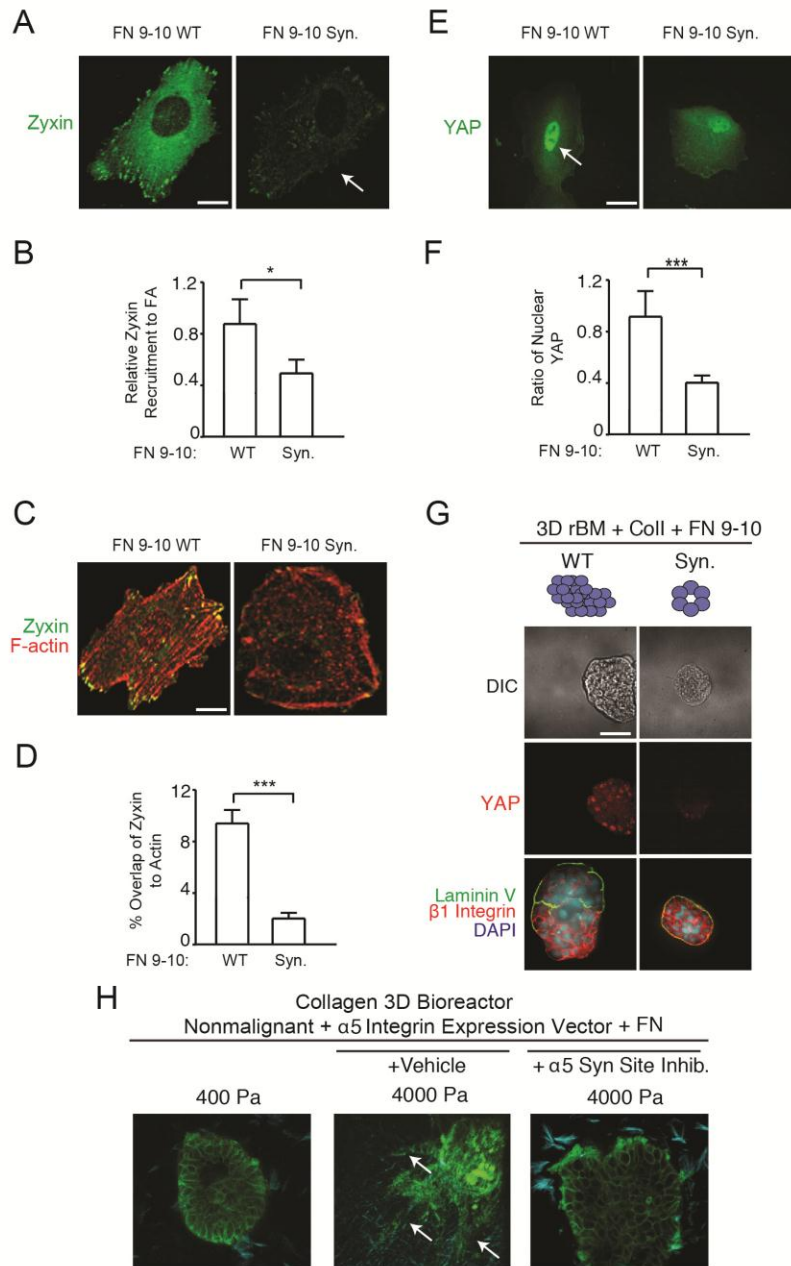 A
FN 9-10 WT
FN 9-10 Syn.
Zyxin
B
Relative Zyxin
Recruitment to FA
1.2
0.8
0.4
0
*
FN 9-10:
WT
Syn.
C
FN 9-10 WT
FN 9-10 Syn.
Zyxin
F-actin
D
% Overlap of Zyxin
to Actin
12
8
4
0
***
FN 9-10:
WT
Syn.
E
FN 9-10 WT
FN 9-10 Syn.
YAP
F
Ratio of Nuclear
YAP
1.2
0.8
0.4
0
***
FN 9-10:
WT
Syn.
G
3D rBM + ColI + FN 9-10
WT
Syn.
DIC
YAP
Laminin V
β1 Integrin
DAPI
H
Collagen 3D Bioreactor
Nonmalignant + α5 Integrin Expression Vector + FN
+Vehicle
+ α5 Syn Site Inhib.
400 Pa
4000 Pa
4000 Pa